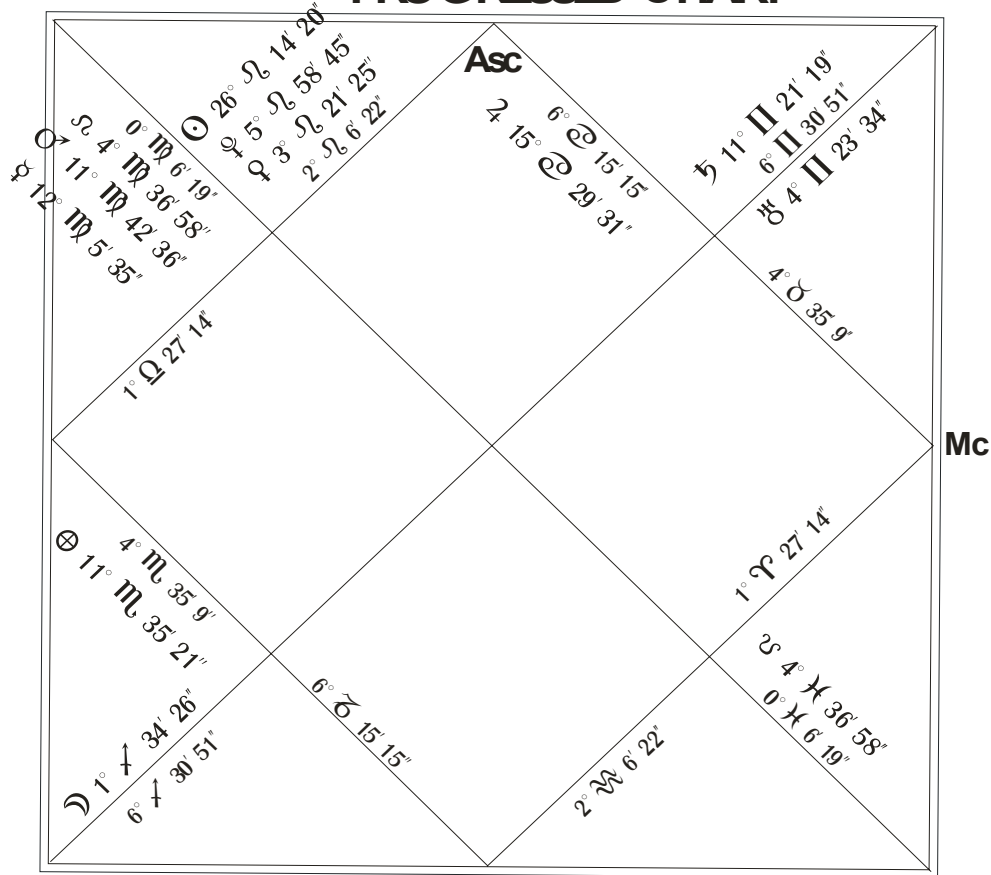 Asc
☉ 26° ♌ 14' 20"
☿ 5° ♌ 58' 45"
♀ 3° ♌ 21' 25"
2° ♌ 6' 22"
0° ♍ 6' 19"
☊ 4° ♍ 36' 58"
♂ 11° ♍ 42' 36"
☿ 12° ♍ 5' 35"
6° ♋ 15' 15"
♃ 15° ♋ 29' 31"
♄ 11° ♊ 21' 19"
6° ♊ 30' 51"
♅ 4° ♊ 23' 34"
4° ♉ 35' 9"
1° ♎ 27' 14"
Mc
⊗ 11° ♏ 35' 21"
4° ♏ 35' 9"
1° ♈ 27' 14"
☋ 4° ♓ 36' 58"
0° ♓ 6' 19"
☽ 1° ♐ 34' 26"
6° ♐ 30' 51"
6° ♑ 15' 15"
2° ♒ 6' 22"